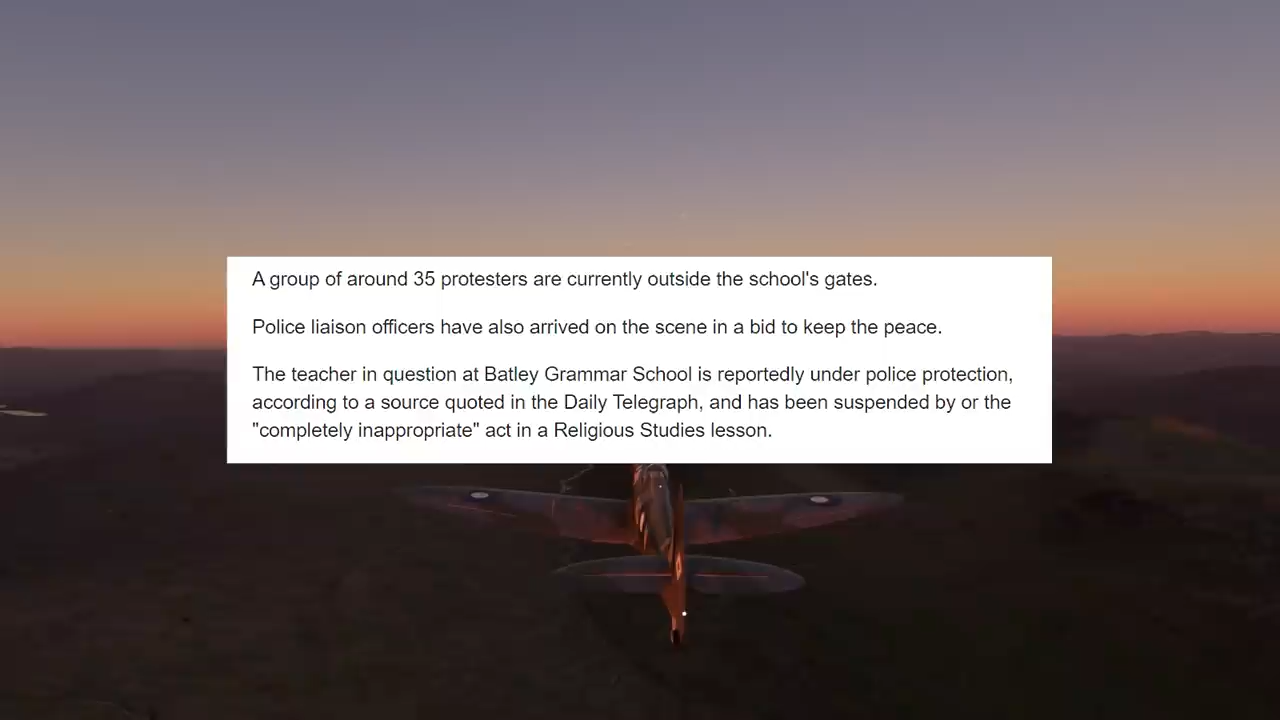 A group of around 35 protesters are currently outside the school's gates.
Police liaison officers have also arrived on the scene in a bid to keep the peace.
The teacher in question at Batley Grammar School is reportedly under police protection,
according to a source quoted in the Daily Telegraph, and has been suspended by or the
"completely inappropriate" act in a Religious Studies lesson.